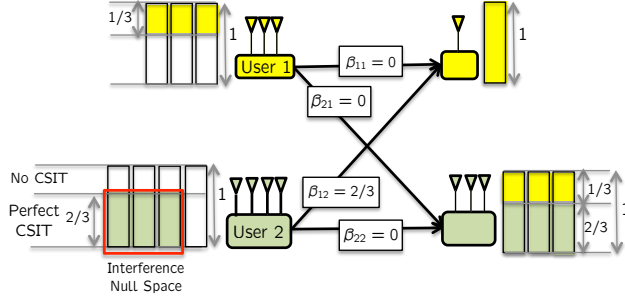 1/3
1
User 1
β₁₁ = 0
1
β₂₁ = 0
No CSIT
Perfect
CSIT
2/3
1
β₁₂ = 2/3
User 2
β₂₂ = 0
1/3
2/3
1
Interference
Null Space